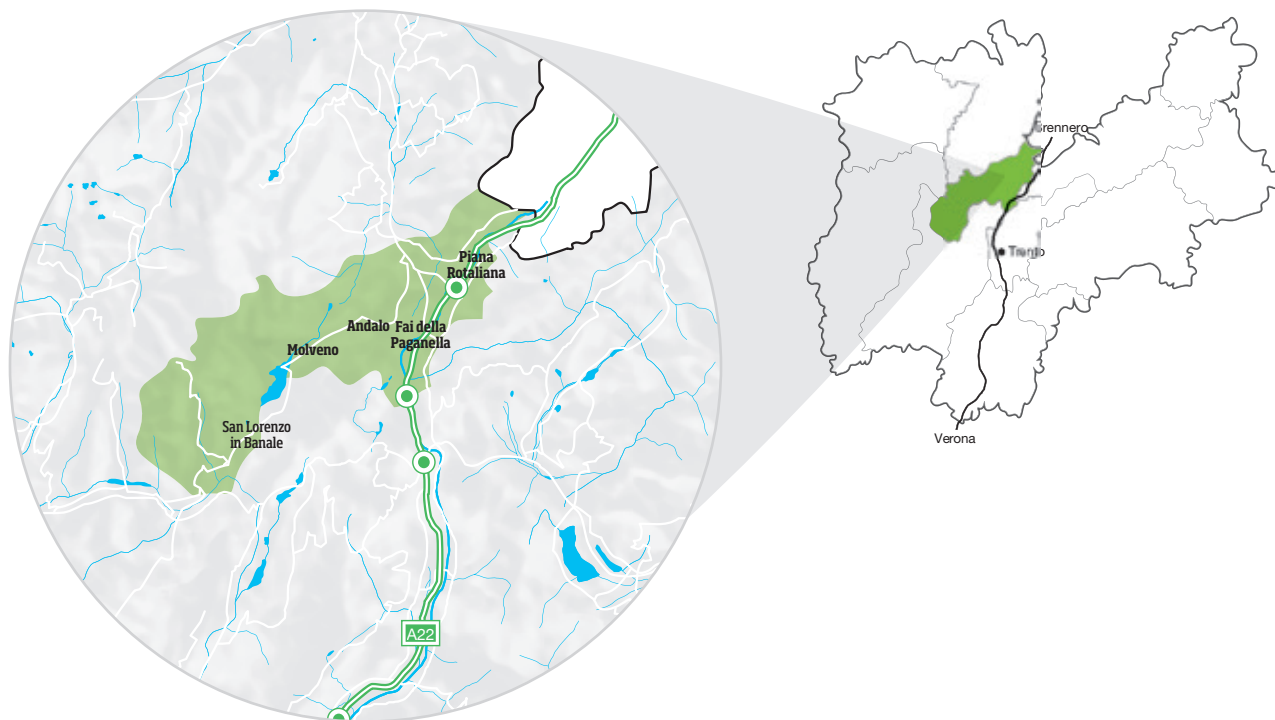 Piana
Rotaliana
Andalo
Fai della
Paganella
Molveno
San Lorenzo
in Banale
A22
Brennero
Trento
Verona